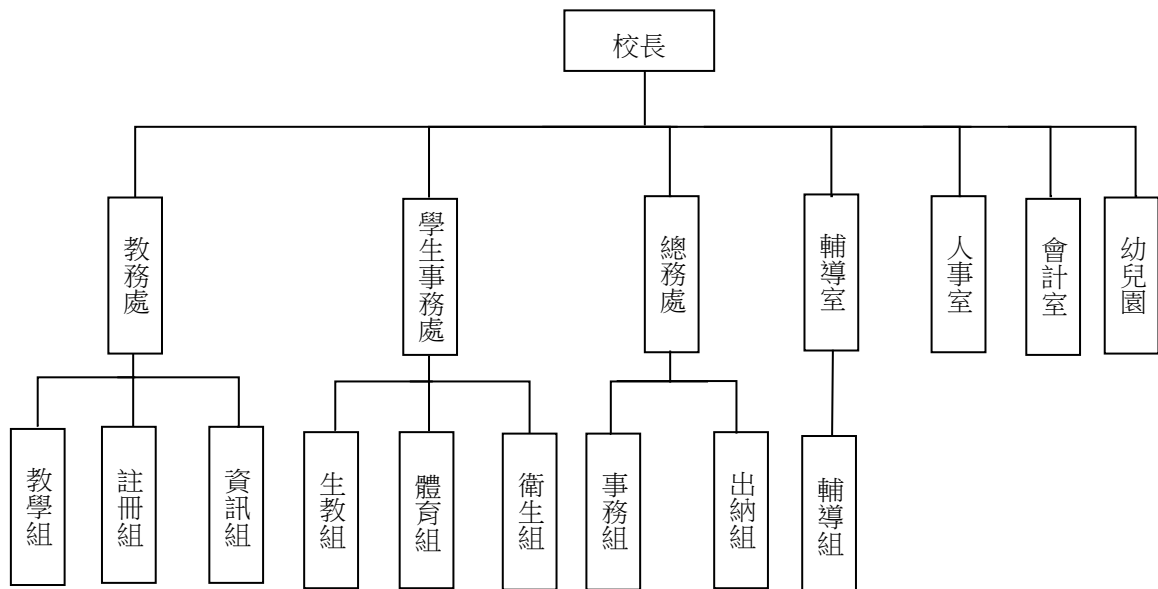 校長
教務處
學生事務處
總務處
輔導室
人事室
會計室
幼兒園
教學組
註冊組
資訊組
生教組
體育組
衛生組
事務組
出納組
輔導組